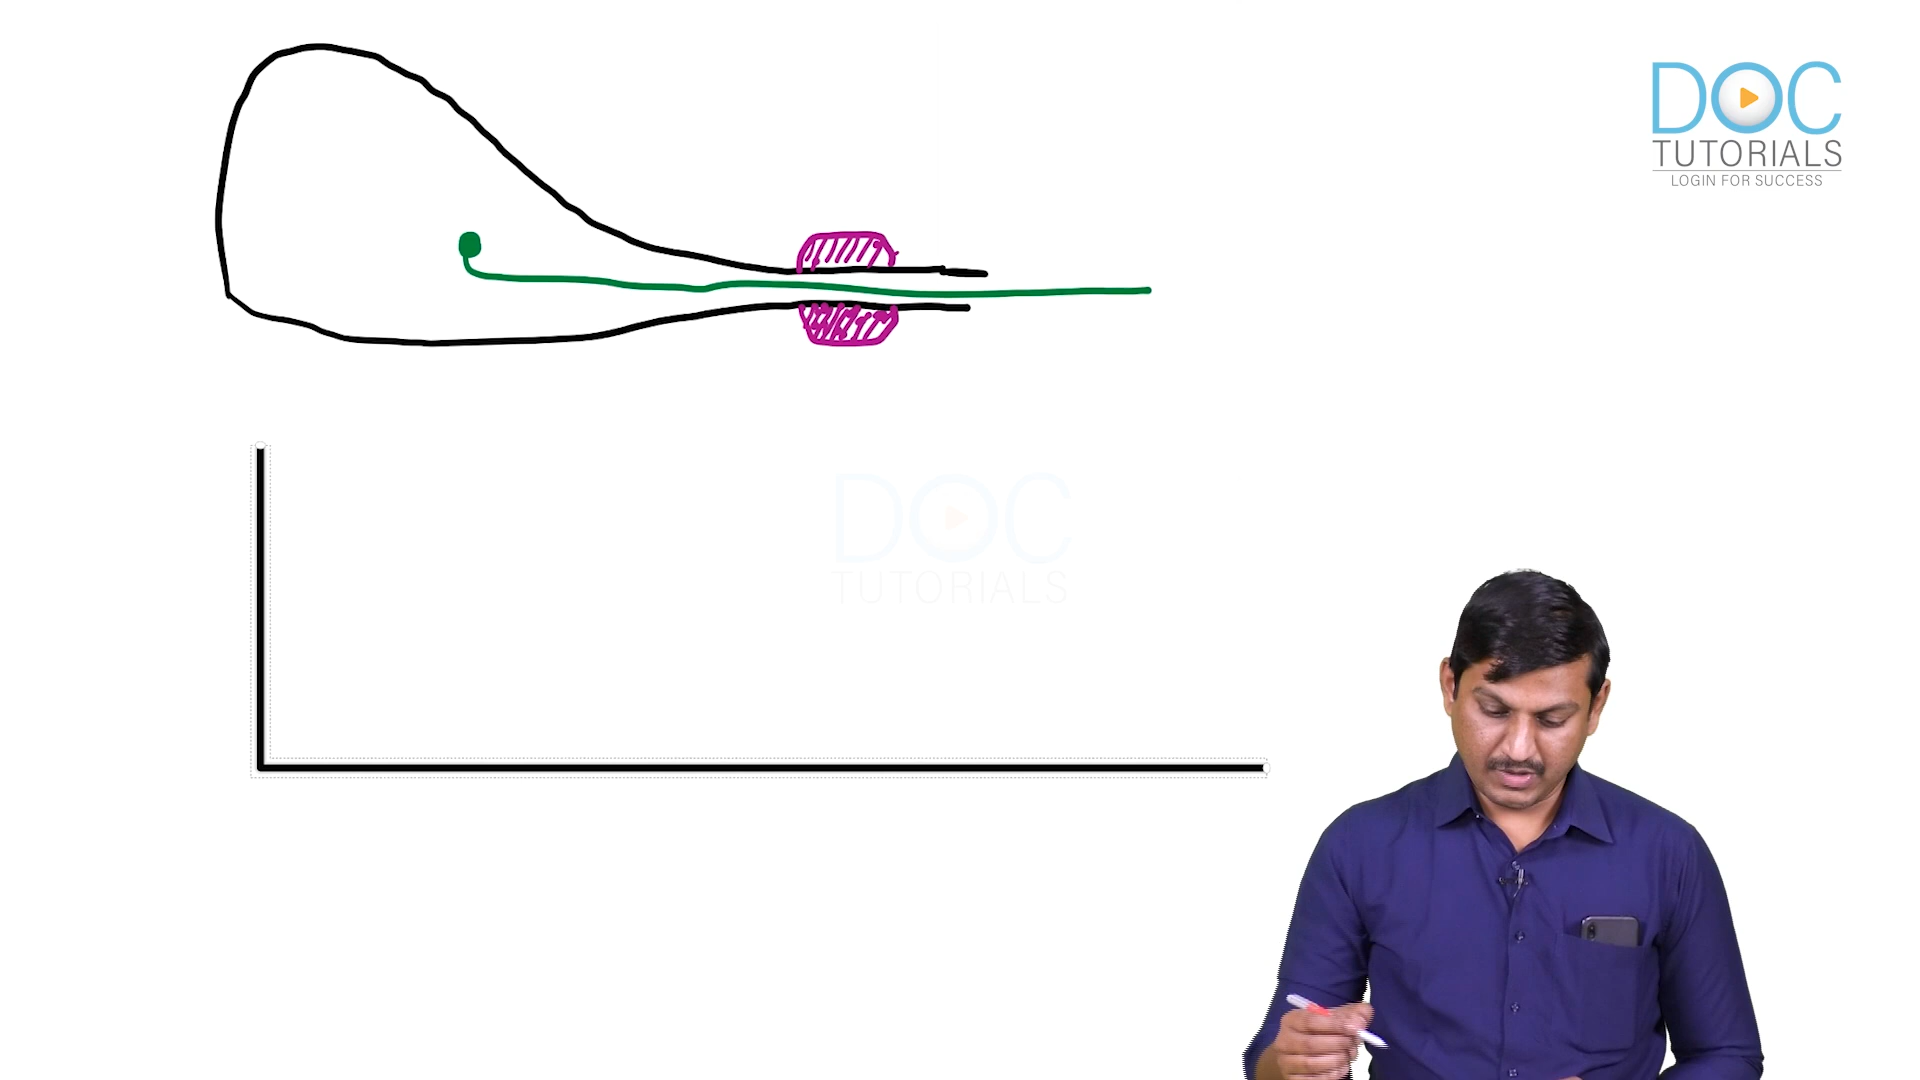 DOC
TUTORIALS
LOGIN FOR SUCCESS
DOC
TUTORIALS